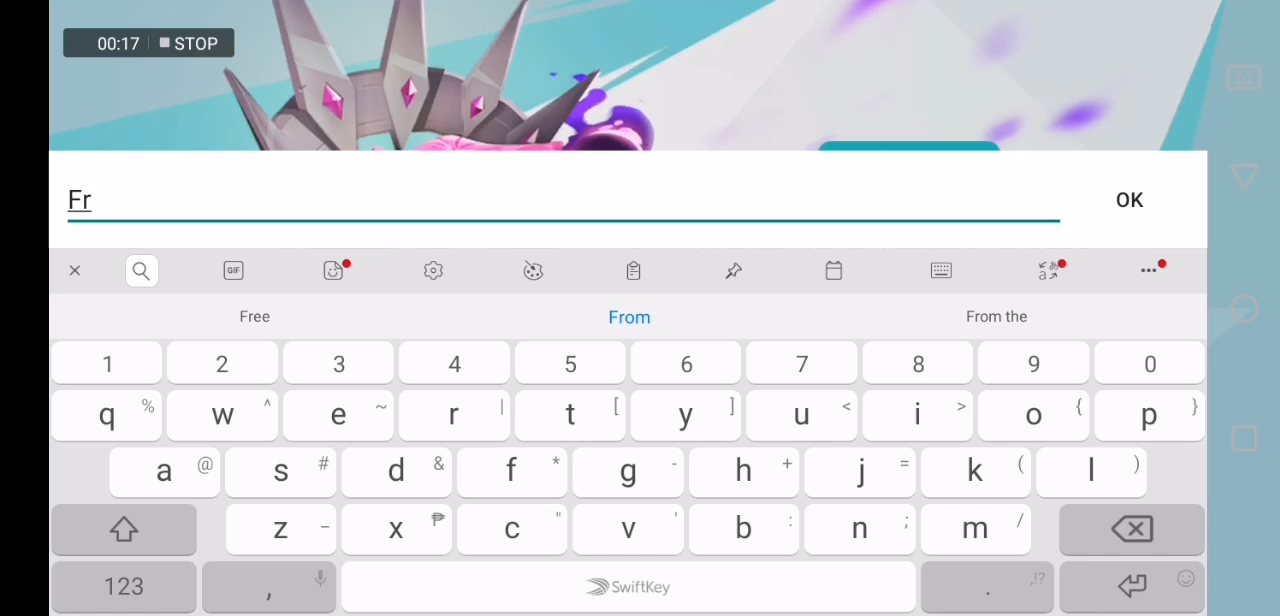 00:17 STOP
Fr
OK
GIF
Free From From the
1 2 3 4 5 6 7 8 9 0
q % w ^ e ~ r | t [ y ] u < i > o { p }
a @ s # d & f * g - h + j = k ( l )
z _ x ₱ c " v ' b : n ; m /
123 , SwiftKey . ,!?